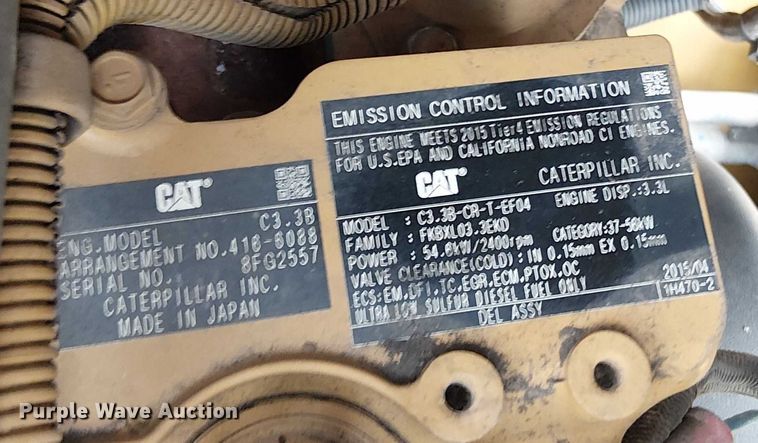 CAT®
ENG. MODEL C3.3B
ARRANGEMENT NO. 416-6088
SERIAL NO. 8FG2557
CATERPILLAR INC.
MADE IN JAPAN
EMISSION CONTROL INFORMATION
THIS ENGINE MEETS 2015 Tier4 EMISSION REGULATIONS
FOR U.S.EPA AND CALIFORNIA NONROAD CI ENGINES.
CAT® CATERPILLAR INC.
MODEL : C3.3B-CR-T-EF04 ENGINE DISP.:3.3L
FAMILY : FKBXL03.3EKD
POWER : 54.6kW/2400rpm CATEGORY:37-56kW
VALVE CLEARANCE(COLD): IN 0.15mm EX 0.15mm
ECS:EM,DFI,TC,EGR,ECM,PTOX,OC
ULTRA LOW SULFUR DIESEL FUEL ONLY 2015/04
DEL ASSY 1H470-2
Purple Wave Auction